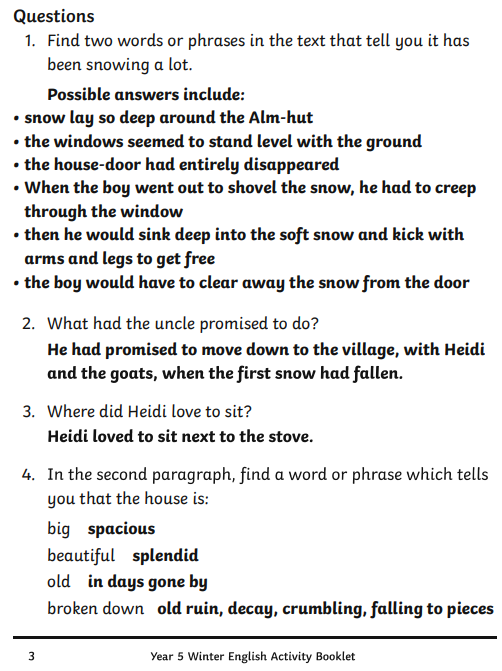 Questions
1. Find two words or phrases in the text that tell you it has
been snowing a lot.
Possible answers include:
• snow lay so deep around the Alm-hut
• the windows seemed to stand level with the ground
• the house-door had entirely disappeared
• When the boy went out to shovel the snow, he had to creep
through the window
• then he would sink deep into the soft snow and kick with
arms and legs to get free
• the boy would have to clear away the snow from the door
2. What had the uncle promised to do?
He had promised to move down to the village, with Heidi
and the goats, when the first snow had fallen.
3. Where did Heidi love to sit?
Heidi loved to sit next to the stove.
4. In the second paragraph, find a word or phrase which tells
you that the house is:
big spacious
beautiful splendid
old in days gone by
broken down old ruin, decay, crumbling, falling to pieces
3 Year 5 Winter English Activity Booklet